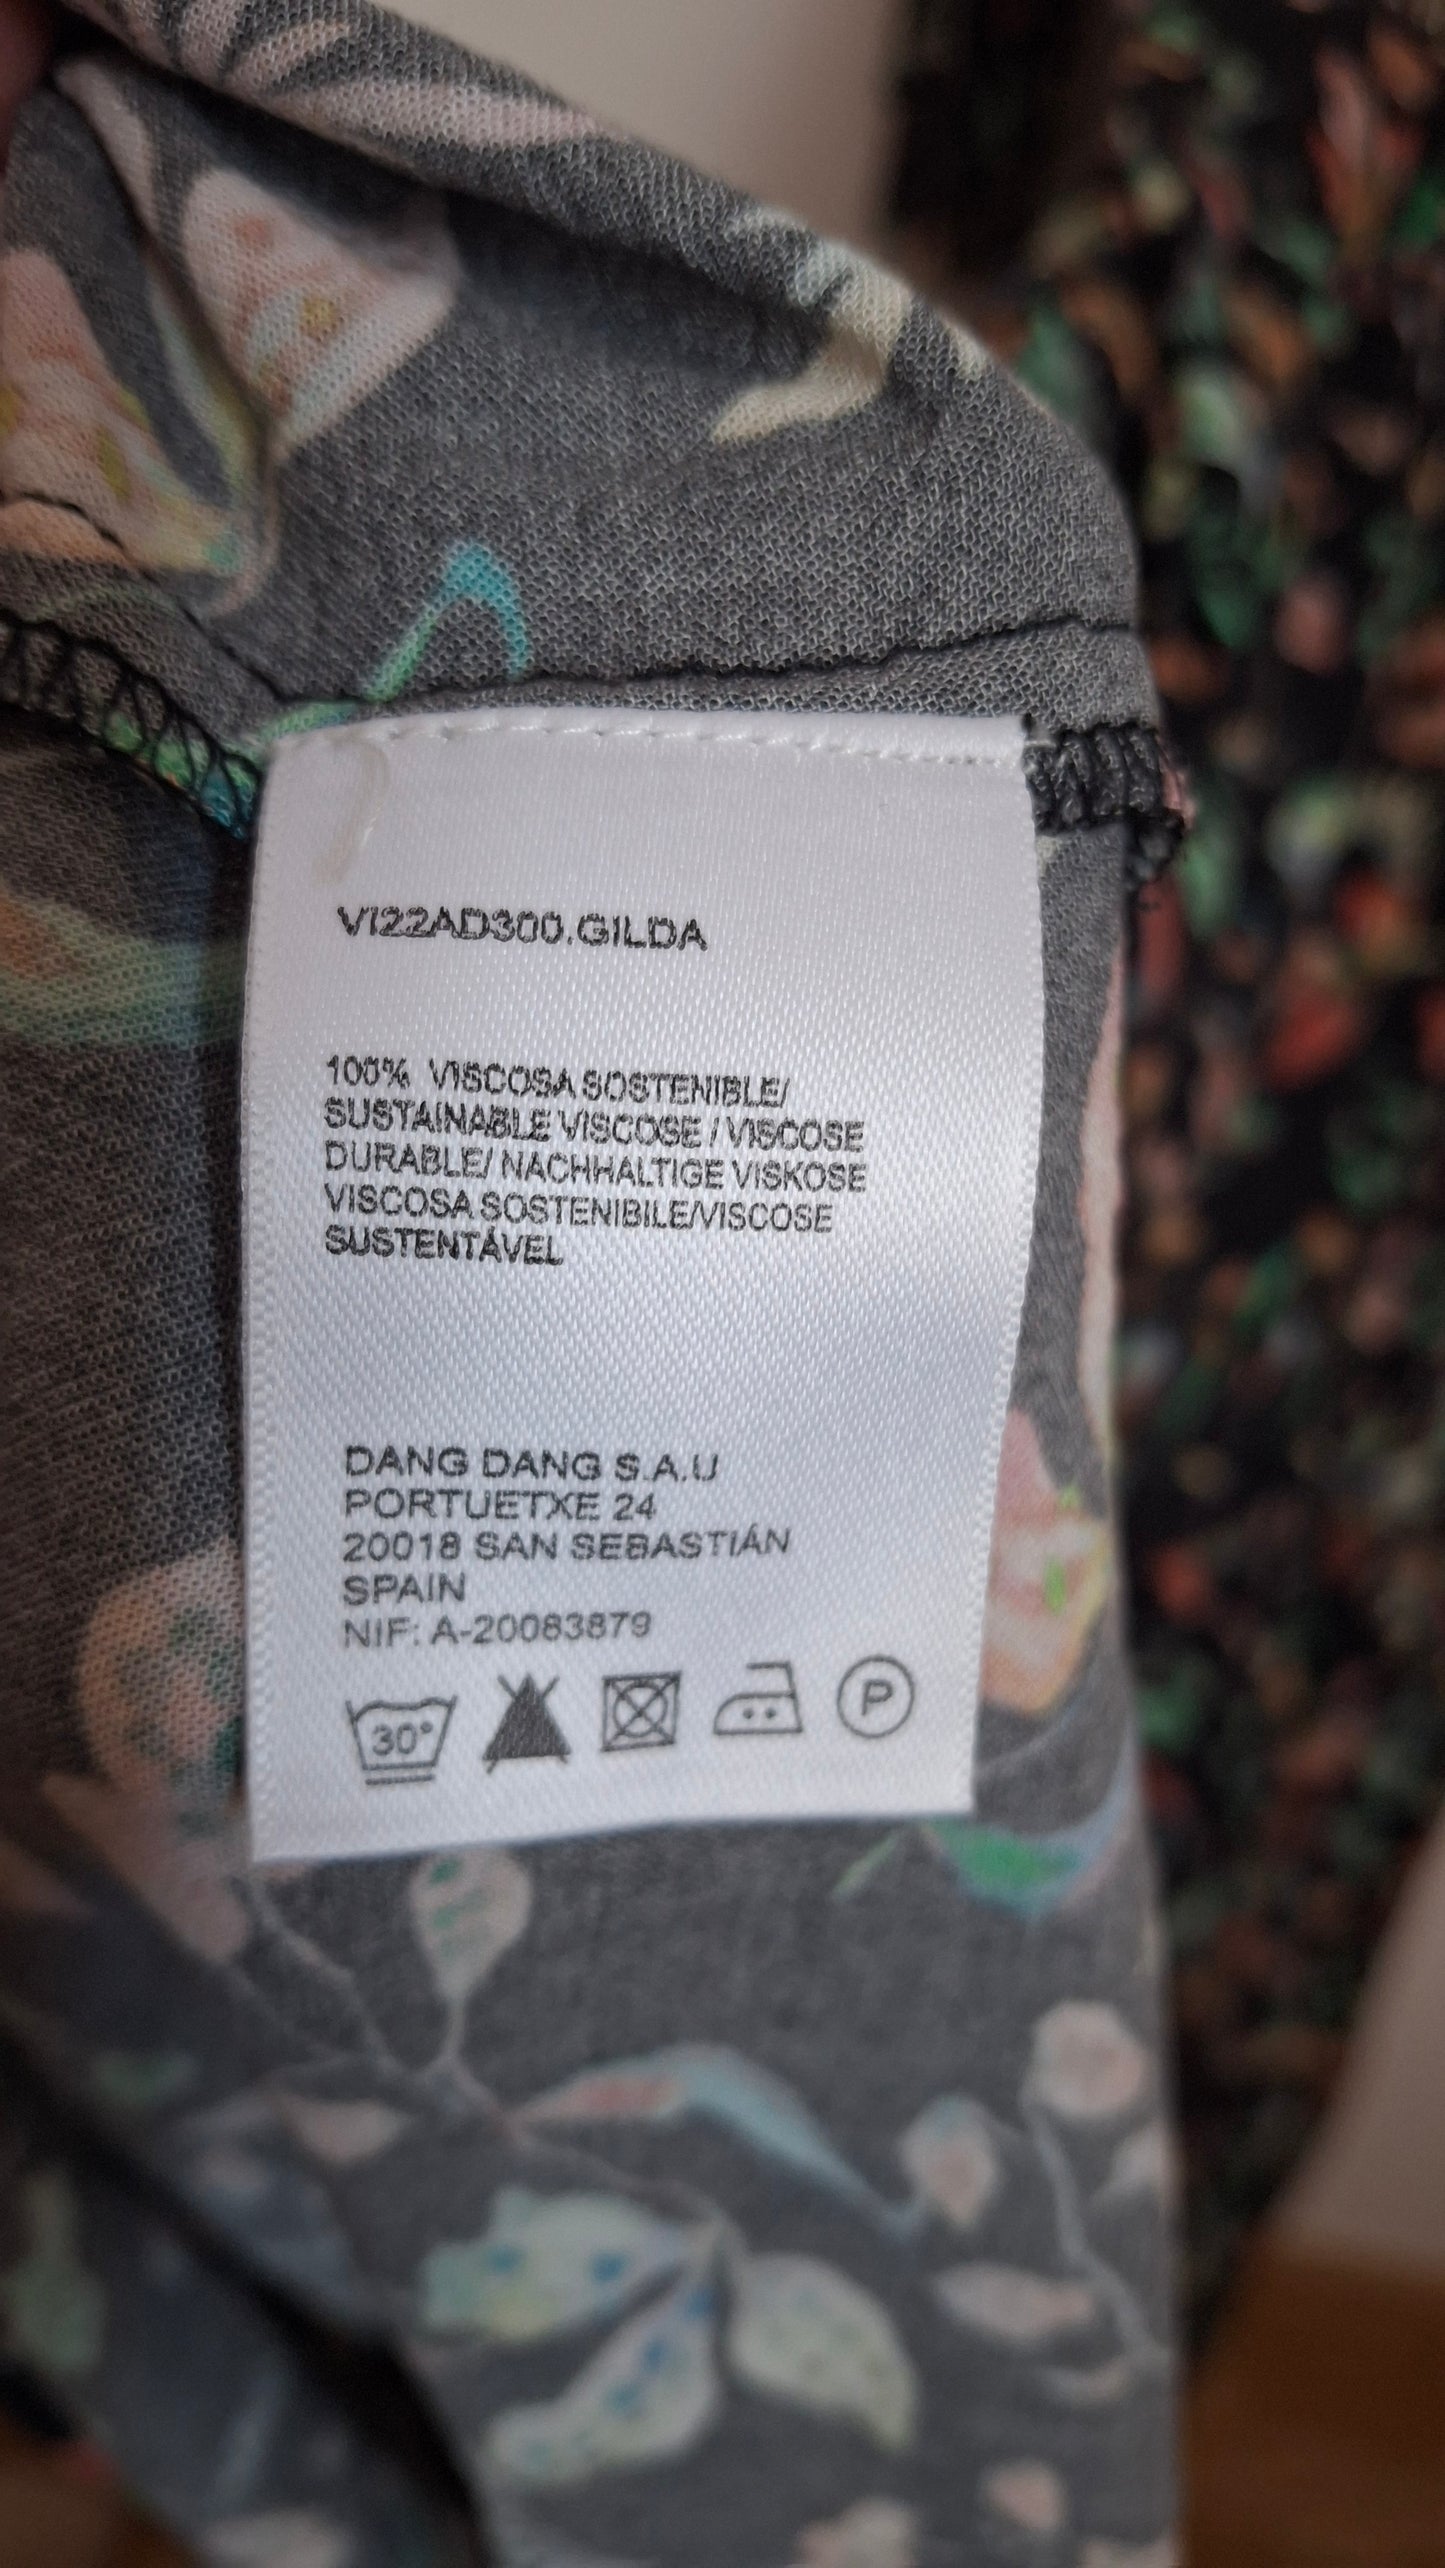 VI22AD300.GILDA
100% VISCOSA SOSTENIBLE/
SUSTAINABLE VISCOSE / VISCOSE
DURABLE/ NACHHALTIGE VISKOSE
VISCOSA SOSTENIBILE/VISCOSE
SUSTENTÁVEL
DANG DANG S.A.U
PORTUETXE 24
20018 SAN SEBASTIÁN
SPAIN
NIF: A-20083879
30° P